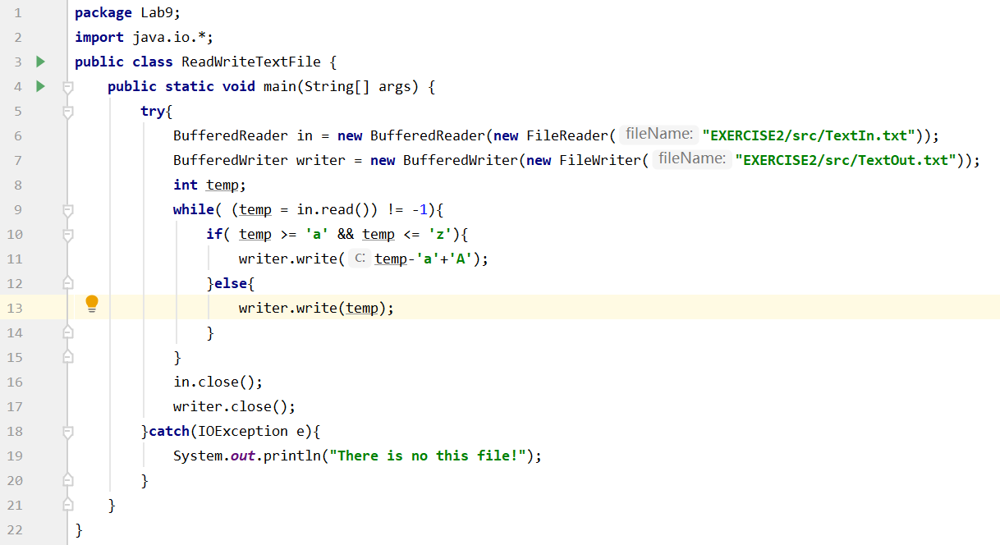 1 package Lab9;
2 import java.io.*;
3 public class ReadWriteTextFile {
4     public static void main(String[] args) {
5         try{
6             BufferedReader in = new BufferedReader(new FileReader( fileName: "EXERCISE2/src/TextIn.txt"));
7             BufferedWriter writer = new BufferedWriter(new FileWriter( fileName: "EXERCISE2/src/TextOut.txt"));
8             int temp;
9             while( (temp = in.read()) != -1){
10                 if( temp >= 'a' && temp <= 'z'){
11                     writer.write( c: temp-'a'+'A');
12                 }else{
13                     writer.write(temp);
14                 }
15             }
16             in.close();
17             writer.close();
18         }catch(IOException e){
19             System.out.println("There is no this file!");
20         }
21     }
22 }